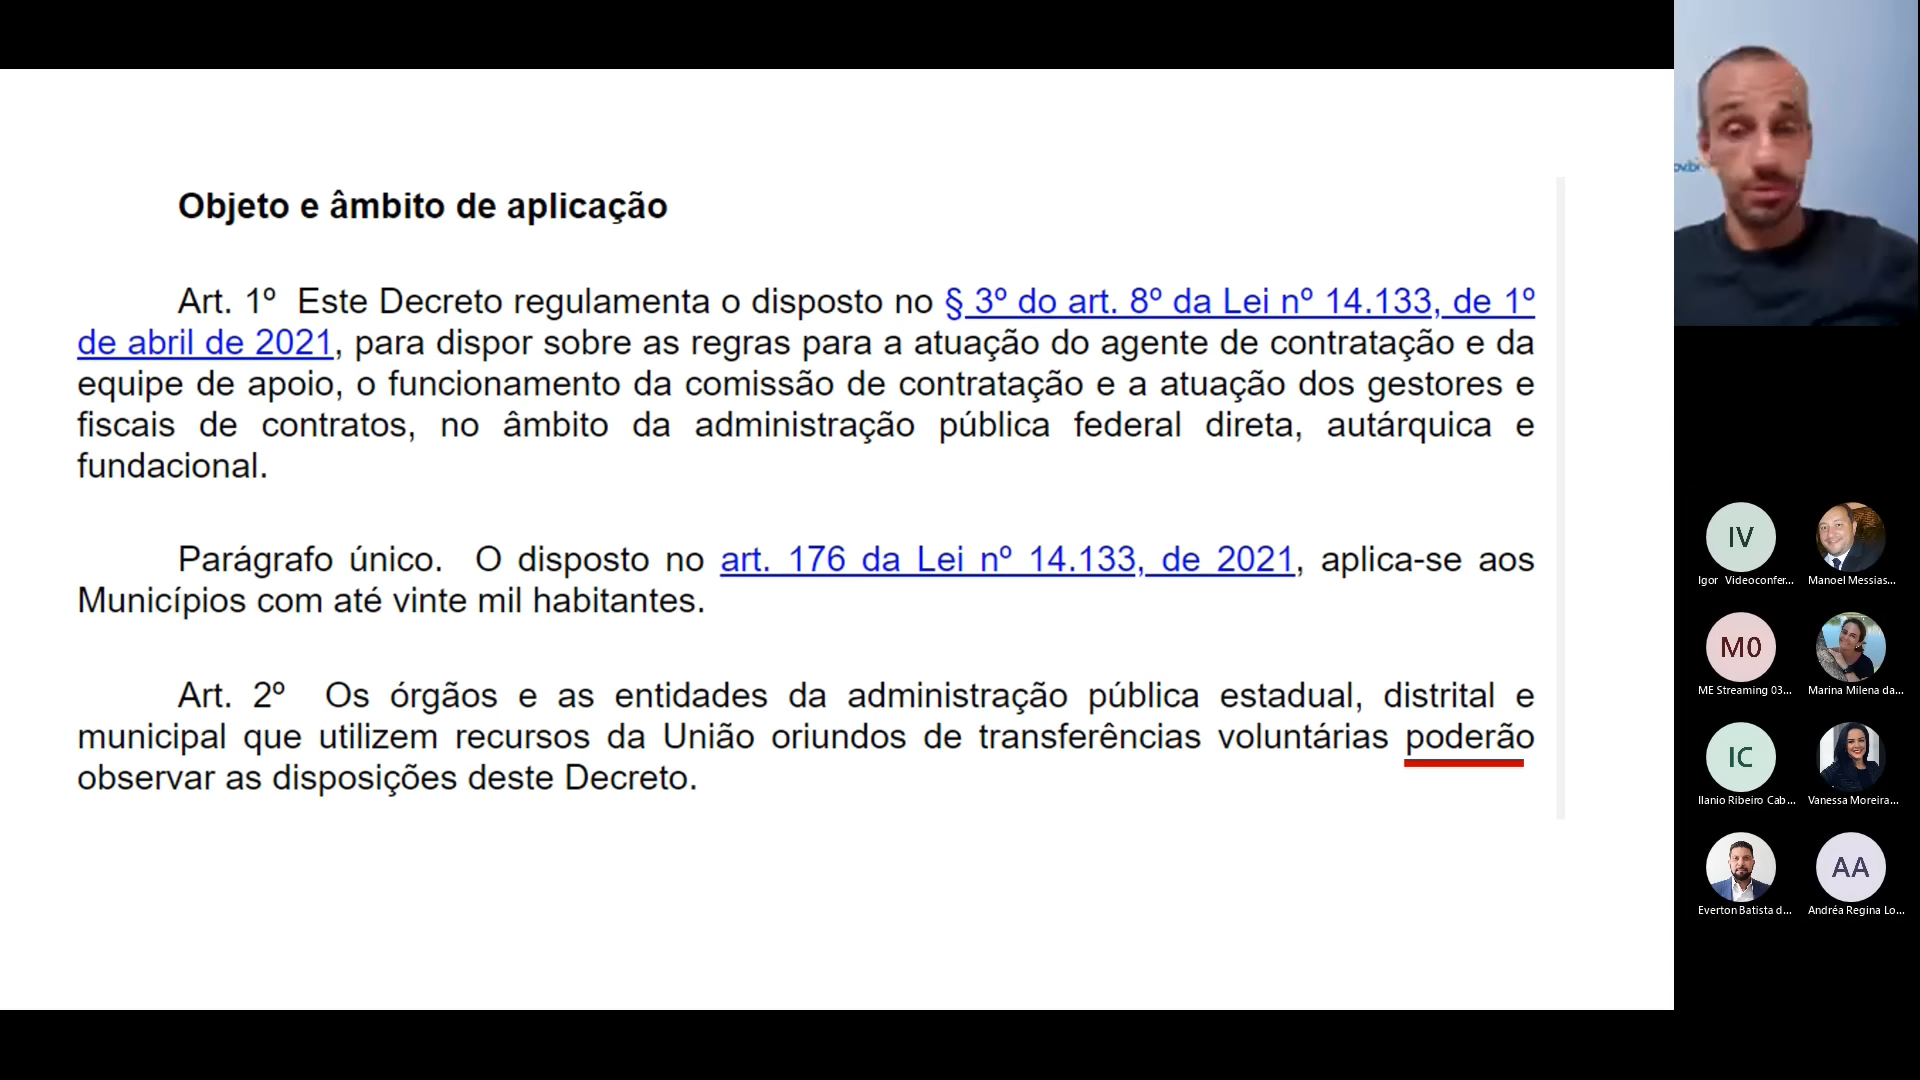 Objeto e âmbito de aplicação
Art. 1º Este Decreto regulamenta o disposto no § 3º do art. 8º da Lei nº 14.133, de 1º
de abril de 2021, para dispor sobre as regras para a atuação do agente de contratação e da
equipe de apoio, o funcionamento da comissão de contratação e a atuação dos gestores e
fiscais de contratos, no âmbito da administração pública federal direta, autárquica e
fundacional.
Parágrafo único. O disposto no art. 176 da Lei nº 14.133, de 2021, aplica-se aos
Municípios com até vinte mil habitantes.
Art. 2º Os órgãos e as entidades da administração pública estadual, distrital e
municipal que utilizem recursos da União oriundos de transferências voluntárias poderão
observar as disposições deste Decreto.
IV
Igor Videoconfer...
Manoel Messias...
M0
ME Streaming 03...
Marina Milena da...
IC
Ilanio Ribeiro Cab...
Vanessa Moreira...
Everton Batista d...
AA
Andréa Regina Lo...